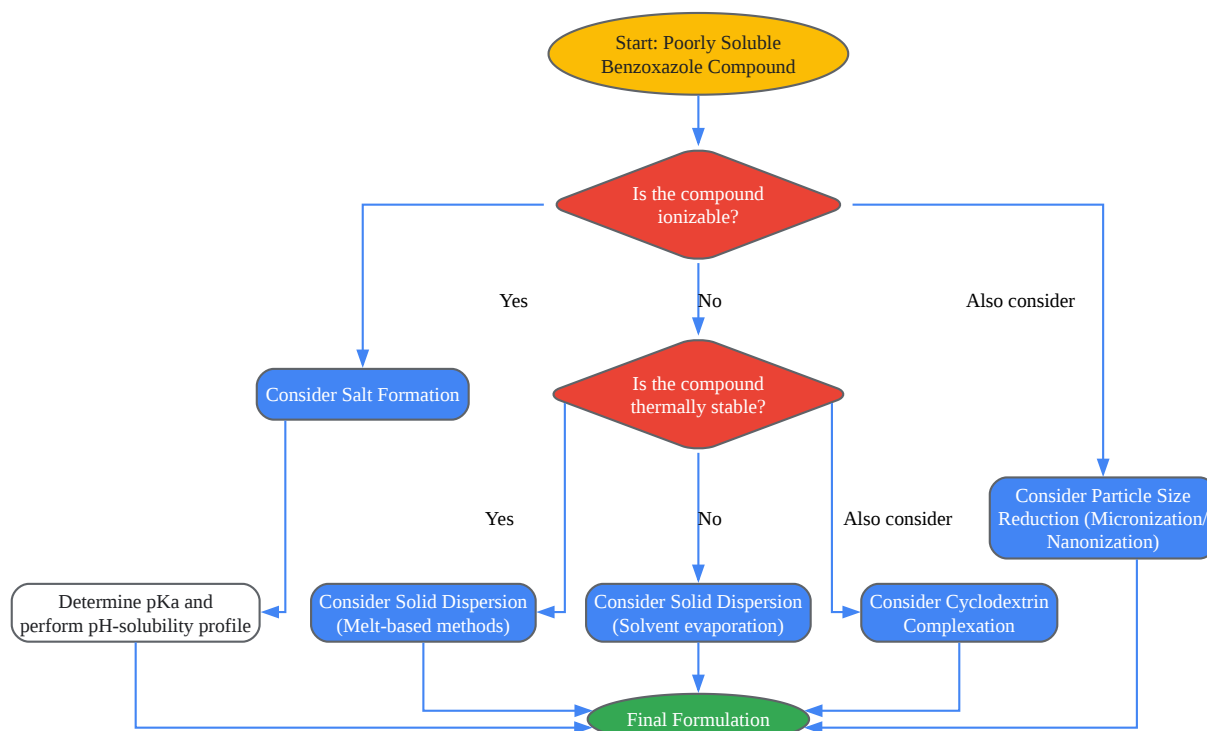 Start: Poorly Soluble
Benzoxazole Compound
Is the compound
ionizable?
Yes
No
Also consider
Consider Salt Formation
Is the compound
thermally stable?
Yes
No
Also consider
Consider Particle Size
Reduction (Micronization/
Nanonization)
Determine pKa and
perform pH-solubility profile
Consider Solid Dispersion
(Melt-based methods)
Consider Solid Dispersion
(Solvent evaporation)
Consider Cyclodextrin
Complexation
Final Formulation